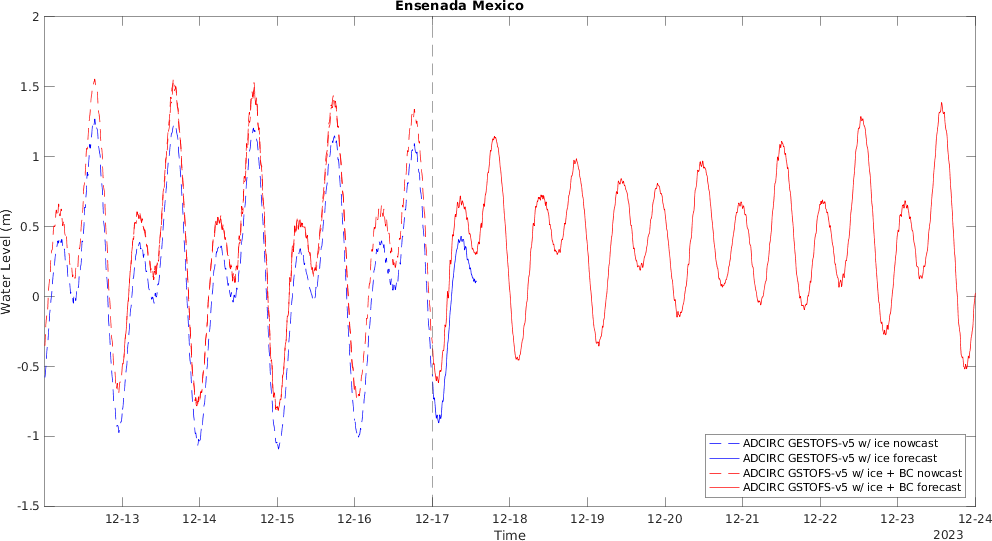 Ensenada Mexico
2
1.5
1
0.5
0
-0.5
-1
-1.5
Water Level (m)
12-13 12-14 12-15 12-16 12-17 12-18 12-19 12-20 12-21 12-22 12-23 12-24
Time
2023
ADCIRC GESTOFS-v5 w/ ice nowcast
ADCIRC GESTOFS-v5 w/ ice forecast
ADCIRC GSTOFS-v5 w/ ice + BC nowcast
ADCIRC GSTOFS-v5 w/ ice + BC forecast